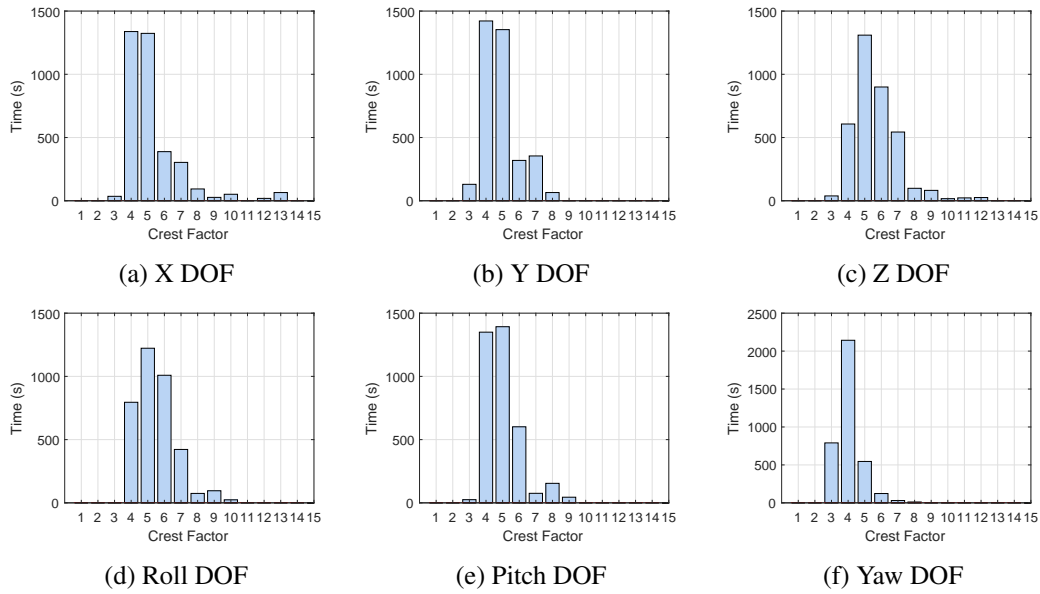 1500
1000
500
0
Time (s)
1 2 3 4 5 6 7 8 9 10 11 12 13 14 15
Crest Factor
(a) X DOF
1500
1000
500
0
Time (s)
1 2 3 4 5 6 7 8 9 10 11 12 13 14 15
Crest Factor
(b) Y DOF
1500
1000
500
0
Time (s)
1 2 3 4 5 6 7 8 9 10 11 12 13 14 15
Crest Factor
(c) Z DOF
1500
1000
500
0
Time (s)
1 2 3 4 5 6 7 8 9 10 11 12 13 14 15
Crest Factor
(d) Roll DOF
1500
1000
500
0
Time (s)
1 2 3 4 5 6 7 8 9 10 11 12 13 14 15
Crest Factor
(e) Pitch DOF
2500
2000
1500
1000
500
0
Time (s)
1 2 3 4 5 6 7 8 9 10 11 12 13 14 15
Crest Factor
(f) Yaw DOF